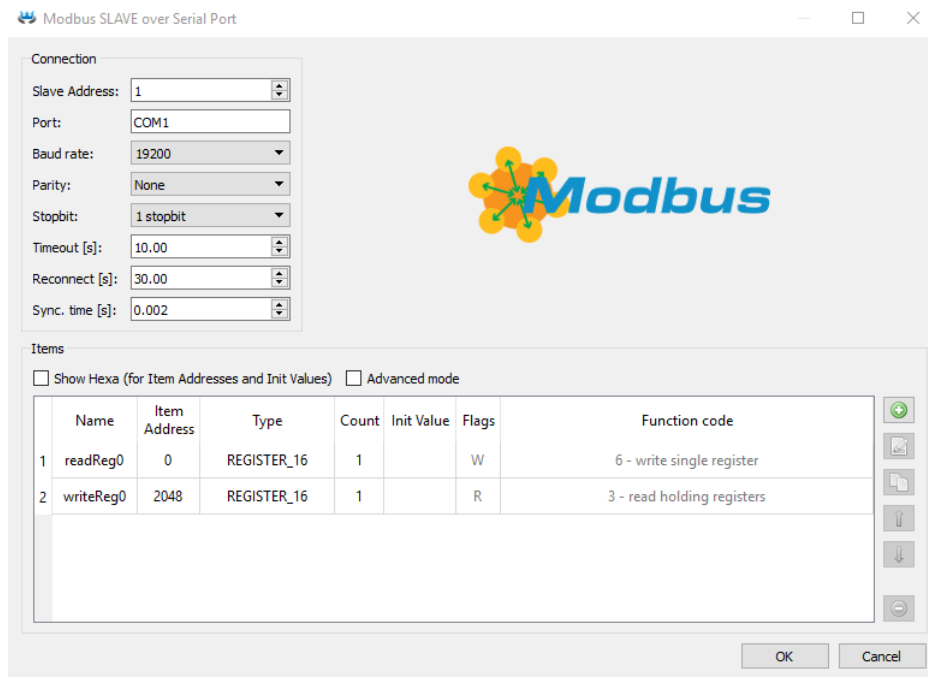 Modbus SLAVE over Serial Port
Connection
Slave Address: 1
Port: COM1
Baud rate: 19200
Parity: None
Stopbit: 1 stopbit
Timeout [s]: 10.00
Reconnect [s]: 30.00
Sync. time [s]: 0.002
Modbus
Items
Show Hexa (for Item Addresses and Init Values) Advanced mode
Name Item Address Type Count Init Value Flags Function code
1 readReg0 0 REGISTER_16 1 W 6 - write single register
2 writeReg0 2048 REGISTER_16 1 R 3 - read holding registers
OK Cancel